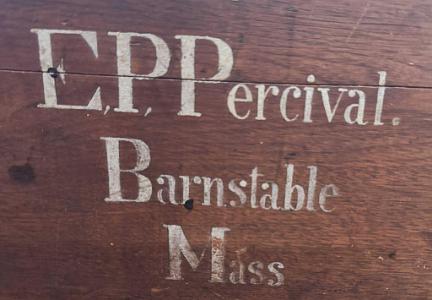 E,P,Percival.
Barnstable
Mass